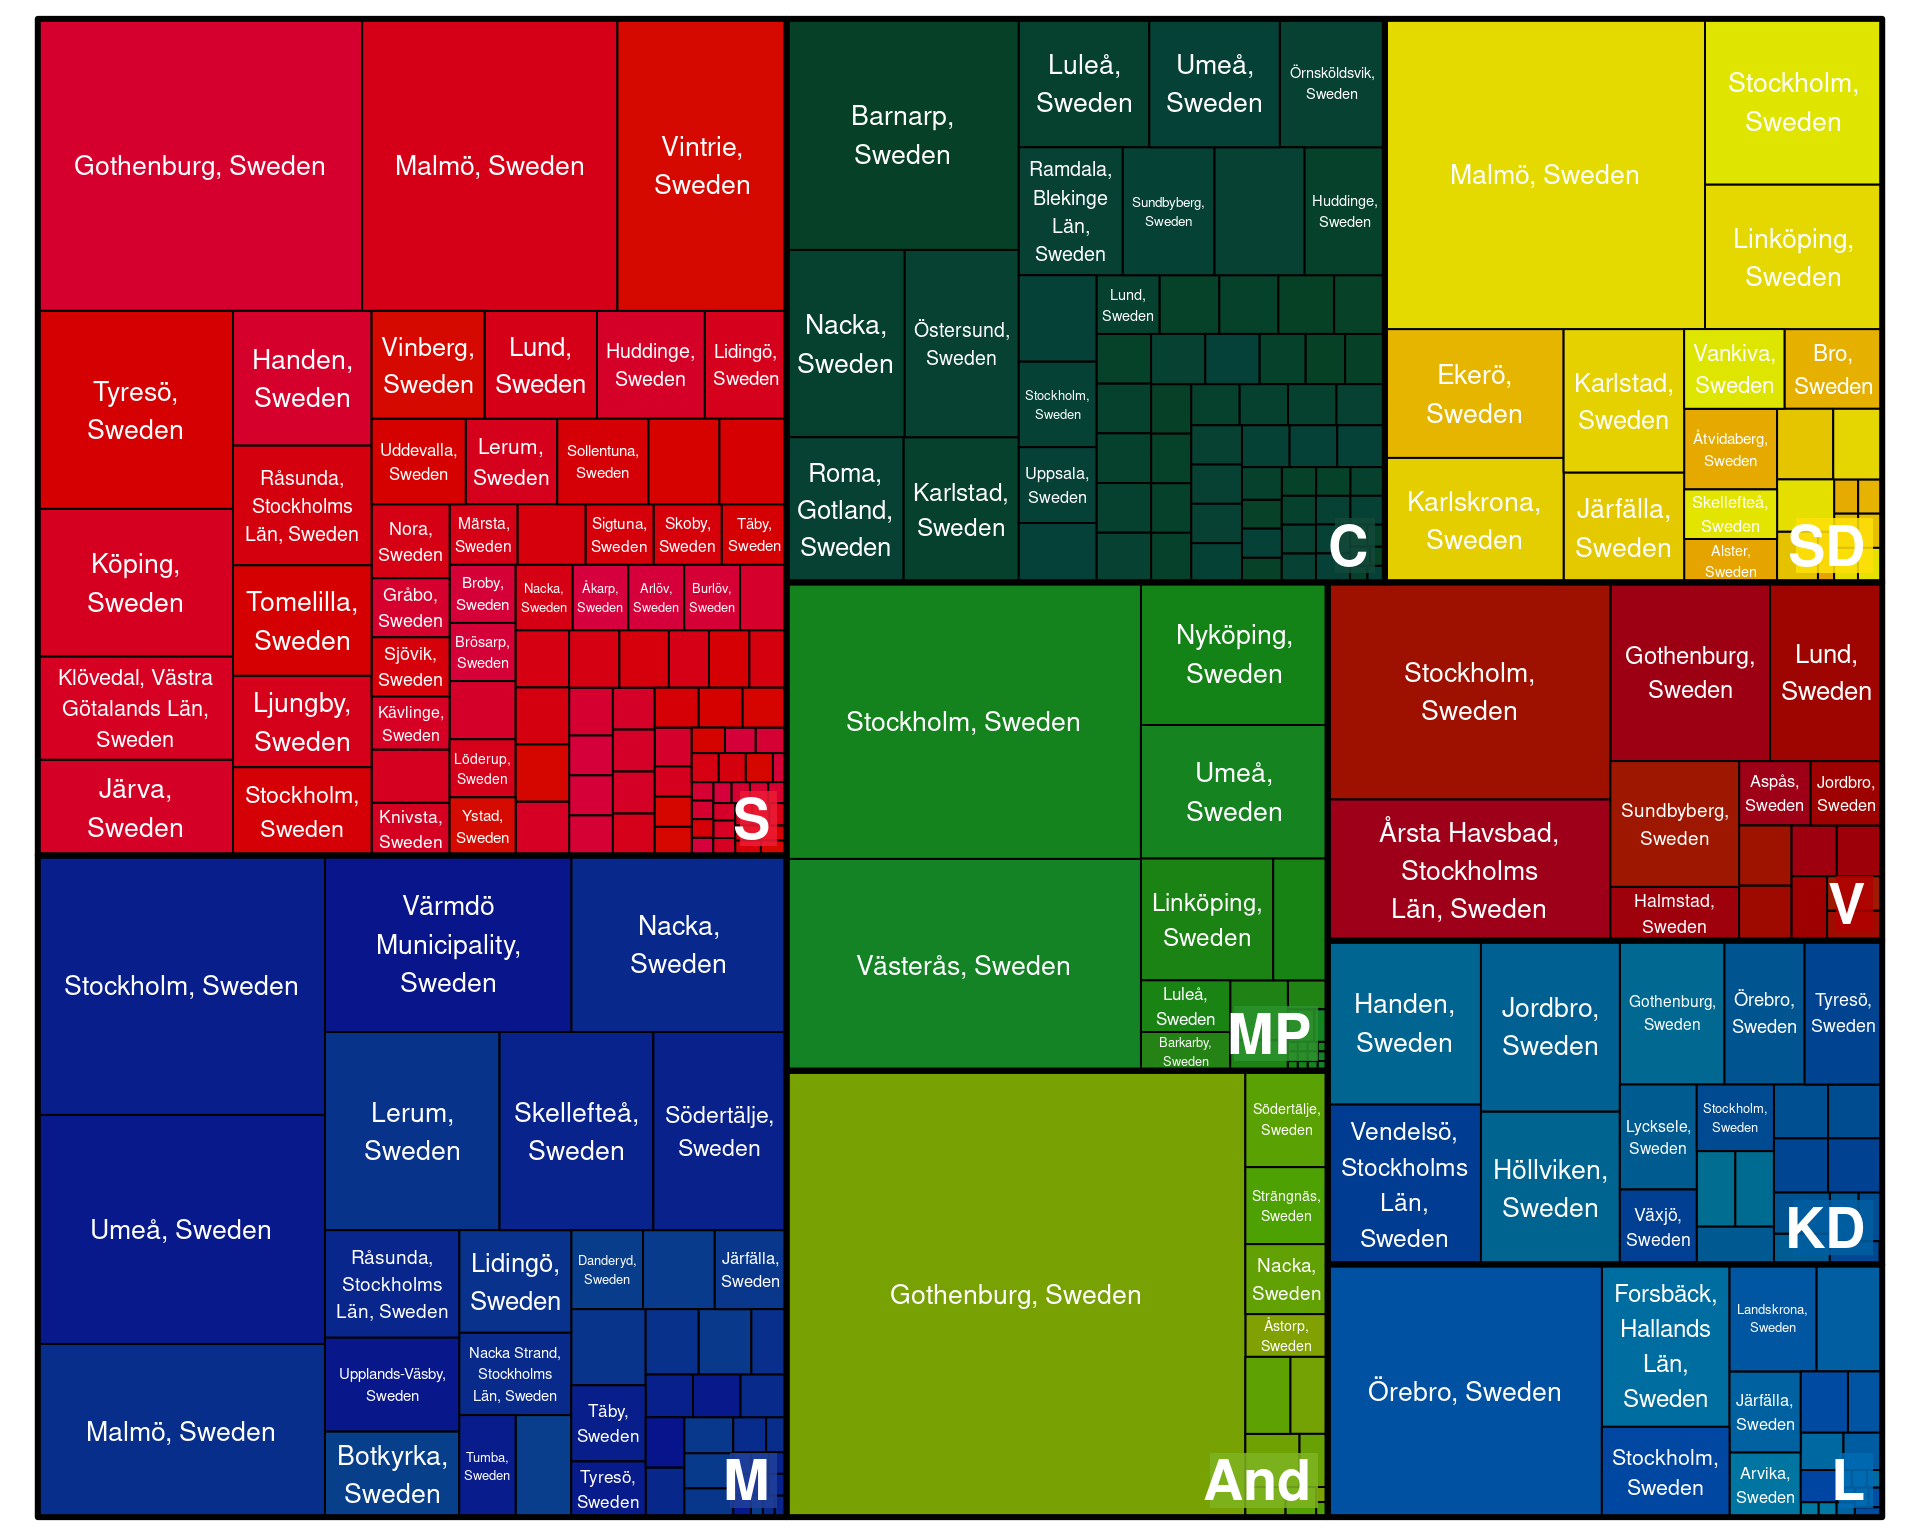 Gothenburg, Sweden
Malmö, Sweden
Vintrie,
Sweden
Tyresö,
Sweden
Handen,
Sweden
Vinberg,
Sweden
Lund,
Sweden
Huddinge,
Sweden
Lidingö,
Sweden
Uddevalla,
Sweden
Lerum,
Sweden
Sollentuna,
Sweden
Råsunda,
Stockholms
Län, Sweden
Köping,
Sweden
Nora,
Sweden
Märsta,
Sweden
Sigtuna,
Sweden
Skoby,
Sweden
Täby,
Sweden
Tomelilla,
Sweden
Gråbo,
Sweden
Broby,
Sweden
Nacka,
Sweden
Åkarp,
Sweden
Arlöv,
Sweden
Burlöv,
Sweden
Sjövik,
Sweden
Brösarp,
Sweden
Klövedal, Västra
Götalands Län,
Sweden
Ljungby,
Sweden
Kävlinge,
Sweden
Löderup,
Sweden
Järva,
Sweden
Stockholm,
Sweden
Knivsta,
Sweden
Ystad,
Sweden
S
Barnarp,
Sweden
Luleå,
Sweden
Umeå,
Sweden
Örnsköldsvik,
Sweden
Ramdala,
Blekinge
Län,
Sweden
Sundbyberg,
Sweden
Huddinge,
Sweden
Nacka,
Sweden
Östersund,
Sweden
Lund,
Sweden
Stockholm,
Sweden
Roma,
Gotland,
Sweden
Karlstad,
Sweden
Uppsala,
Sweden
C
Malmö, Sweden
Stockholm,
Sweden
Linköping,
Sweden
Ekerö,
Sweden
Karlstad,
Sweden
Vankiva,
Sweden
Bro,
Sweden
Åtvidaberg,
Sweden
Karlskrona,
Sweden
Järfälla,
Sweden
Skellefteå,
Sweden
Alster,
Sweden
SD
Stockholm, Sweden
Värmdö
Municipality,
Sweden
Nacka,
Sweden
Umeå, Sweden
Lerum,
Sweden
Skellefteå,
Sweden
Södertälje,
Sweden
Råsunda,
Stockholms
Län, Sweden
Lidingö,
Sweden
Danderyd,
Sweden
Järfälla,
Sweden
Malmö, Sweden
Upplands-Väsby,
Sweden
Nacka Strand,
Stockholms
Län, Sweden
Täby,
Sweden
Botkyrka,
Sweden
Tumba,
Sweden
Tyresö,
Sweden
M
Stockholm, Sweden
Nyköping,
Sweden
Umeå,
Sweden
Västerås, Sweden
Linköping,
Sweden
Luleå,
Sweden
Barkarby,
Sweden
MP
Gothenburg, Sweden
Södertälje,
Sweden
Strängnäs,
Sweden
Nacka,
Sweden
Åstorp,
Sweden
And
Stockholm,
Sweden
Gothenburg,
Sweden
Lund,
Sweden
Årsta Havsbad,
Stockholms
Län, Sweden
Sundbyberg,
Sweden
Aspås,
Sweden
Jordbro,
Sweden
Halmstad,
Sweden
V
Handen,
Sweden
Jordbro,
Sweden
Gothenburg,
Sweden
Örebro,
Sweden
Tyresö,
Sweden
Vendelsö,
Stockholms
Län,
Sweden
Höllviken,
Sweden
Lycksele,
Sweden
Stockholm,
Sweden
Växjö,
Sweden
KD
Örebro, Sweden
Forsbäck,
Hallands
Län,
Sweden
Landskrona,
Sweden
Järfälla,
Sweden
Stockholm,
Sweden
Arvika,
Sweden
L